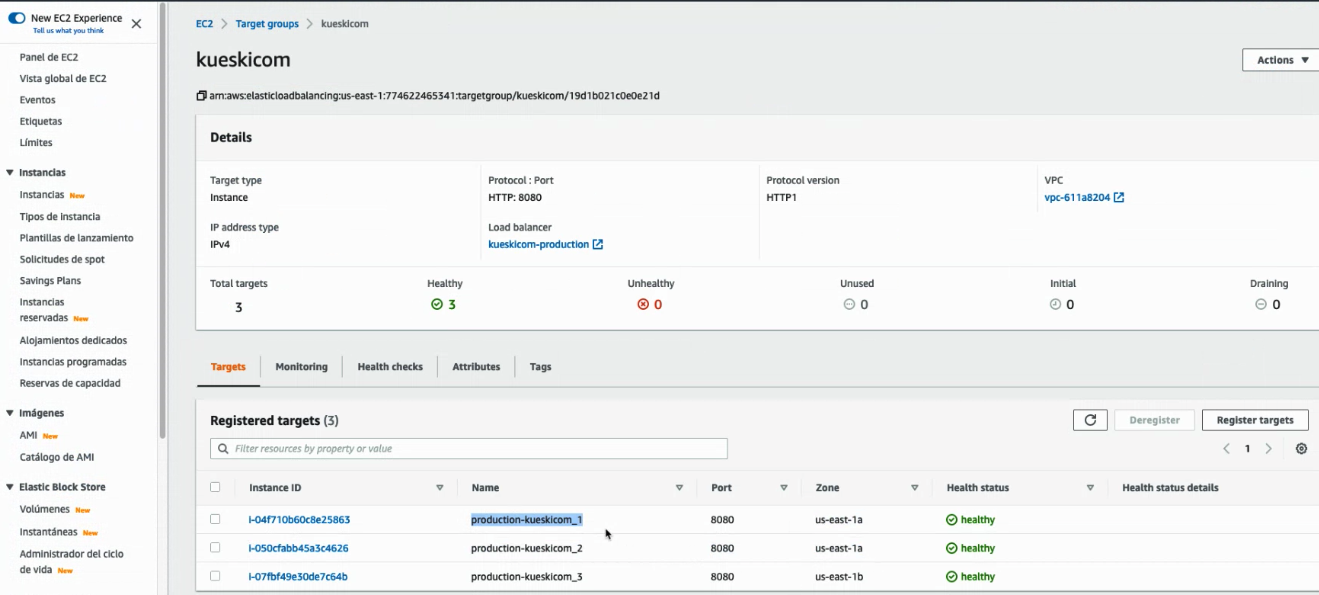 New EC2 Experience
Tell us what you think
Panel de EC2
Vista global de EC2
Eventos
Etiquetas
Límites
Instancias
Instancias New
Tipos de instancia
Plantillas de lanzamiento
Solicitudes de spot
Savings Plans
Instancias
reservadas New
Alojamientos dedicados
Instancias programadas
Reservas de capacidad
Imágenes
AMI New
Catálogo de AMI
Elastic Block Store
Volúmenes New
Instantáneas New
Administrador del ciclo
de vida New
EC2 > Target groups > kueskicom
kueskicom
Actions
arn:aws:elasticloadbalancing:us-east-1:774622465341:targetgroup/kueskicom/19d1b021c0e0e21d
Details
Target type
Instance
Protocol : Port
HTTP: 8080
Protocol version
HTTP1
VPC
vpc-611a8204
IP address type
IPv4
Load balancer
kueskicom-production
Total targets
3
Healthy
3
Unhealthy
0
Unused
0
Initial
0
Draining
0
Targets Monitoring Health checks Attributes Tags
Registered targets (3)
Deregister
Register targets
Filter resources by property or value
1
Instance ID Name Port Zone Health status Health status details
i-04f710b60c8e25863 production-kueskicom_1 8080 us-east-1a healthy
i-050cfabb45a3c4626 production-kueskicom_2 8080 us-east-1a healthy
i-07fbf49e30de7c64b production-kueskicom_3 8080 us-east-1b healthy